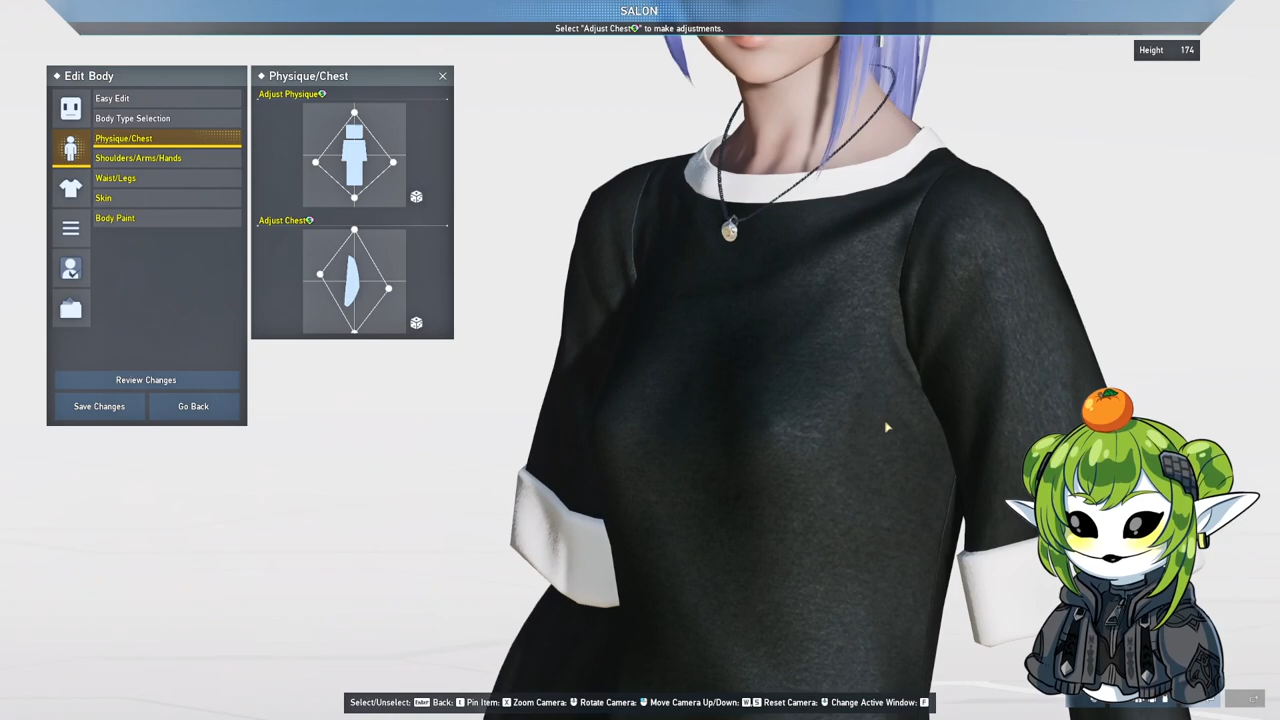 SALON
Select "Adjust Chest" to make adjustments.
Height 174
Edit Body
Easy Edit
Body Type Selection
Physique/Chest
Shoulders/Arms/Hands
Waist/Legs
Skin
Body Paint
Review Changes
Save Changes
Go Back
Physique/Chest
Adjust Physique
Adjust Chest
Select/Unselect: Enter Back: E Pin Item: X Zoom Camera: Rotate Camera: Move Camera Up/Down: W, S Reset Camera: Change Active Window: F